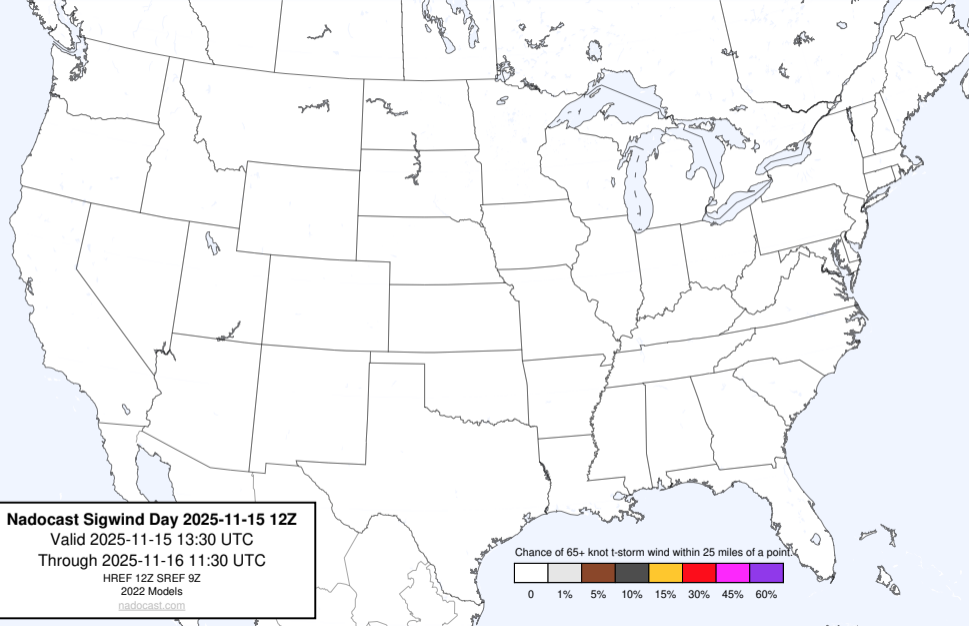 Nadocast Sigwind Day 2025-11-15 12Z
Valid 2025-11-15 13:30 UTC
Through 2025-11-16 11:30 UTC
HREF 12Z SREF 9Z
2022 Models
nadocast.com
Chance of 65+ knot t-storm wind within 25 miles of a point.
0 1% 5% 10% 15% 30% 45% 60%